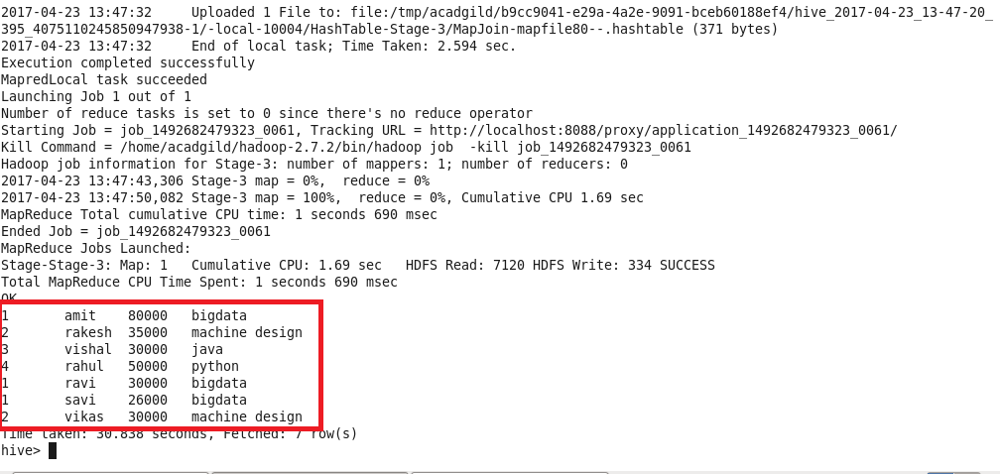 2017-04-23 13:47:32     Uploaded 1 File to: file:/tmp/acadgild/b9cc9041-e29a-4a2e-9091-bceb60188ef4/hive_2017-04-23_13-47-20_
395_4075110245850947938-1/-local-10004/HashTable-Stage-3/MapJoin-mapfile80--.hashtable (371 bytes)
2017-04-23 13:47:32     End of local task; Time Taken: 2.594 sec.
Execution completed successfully
MapredLocal task succeeded
Launching Job 1 out of 1
Number of reduce tasks is set to 0 since there's no reduce operator
Starting Job = job_1492682479323_0061, Tracking URL = http://localhost:8088/proxy/application_1492682479323_0061/
Kill Command = /home/acadgild/hadoop-2.7.2/bin/hadoop job  -kill job_1492682479323_0061
Hadoop job information for Stage-3: number of mappers: 1; number of reducers: 0
2017-04-23 13:47:43,306 Stage-3 map = 0%,  reduce = 0%
2017-04-23 13:47:50,082 Stage-3 map = 100%,  reduce = 0%, Cumulative CPU 1.69 sec
MapReduce Total cumulative CPU time: 1 seconds 690 msec
Ended Job = job_1492682479323_0061
MapReduce Jobs Launched:
Stage-Stage-3: Map: 1   Cumulative CPU: 1.69 sec   HDFS Read: 7120 HDFS Write: 334 SUCCESS
Total MapReduce CPU Time Spent: 1 seconds 690 msec
OK
1       amit    80000   bigdata
2       rakesh  35000   machine design
3       vishal  30000   java
4       rahul   50000   python
1       ravi    30000   bigdata
1       savi    26000   bigdata
2       vikas   30000   machine design
Time taken: 30.838 seconds, Fetched: 7 row(s)
hive>